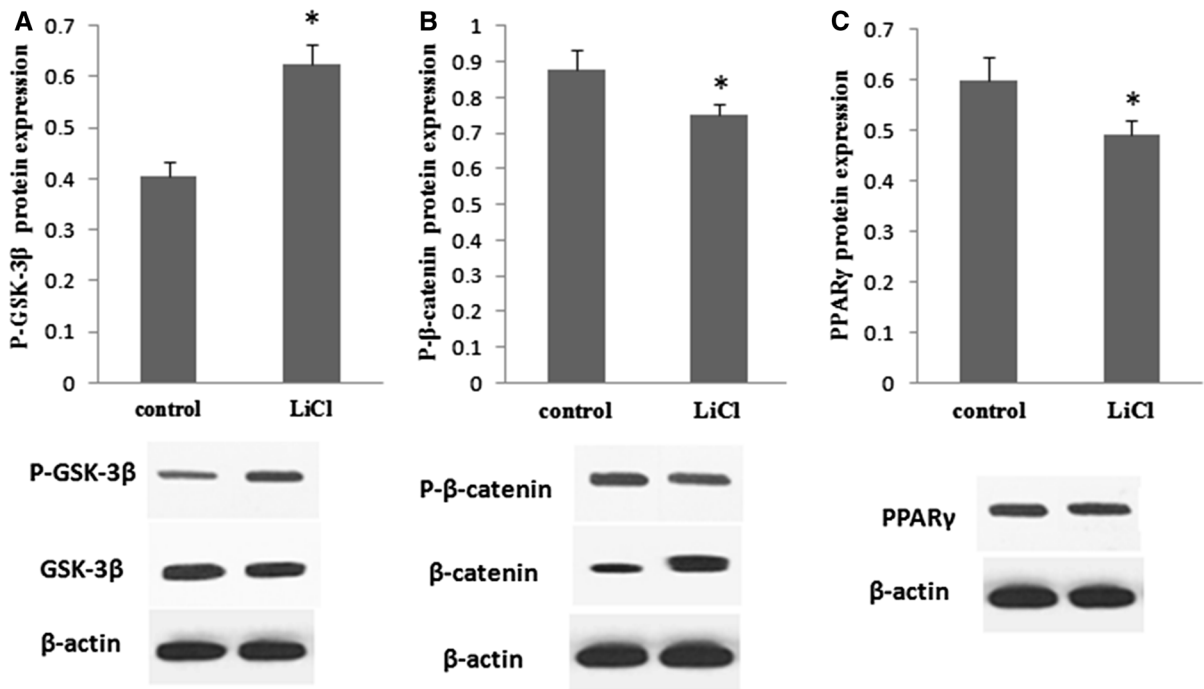 A
P-GSK-3β protein expression
0.7
0.6
0.5
0.4
0.3
0.2
0.1
0
*
control
LiCl
P-GSK-3β
GSK-3β
β-actin
B
P-β-catenin protein expression
1
0.9
0.8
0.7
0.6
0.5
0.4
0.3
0.2
0.1
0
*
control
LiCl
P-β-catenin
β-catenin
β-actin
C
PPARγ protein expression
0.7
0.6
0.5
0.4
0.3
0.2
0.1
0
*
control
LiCl
PPARγ
β-actin